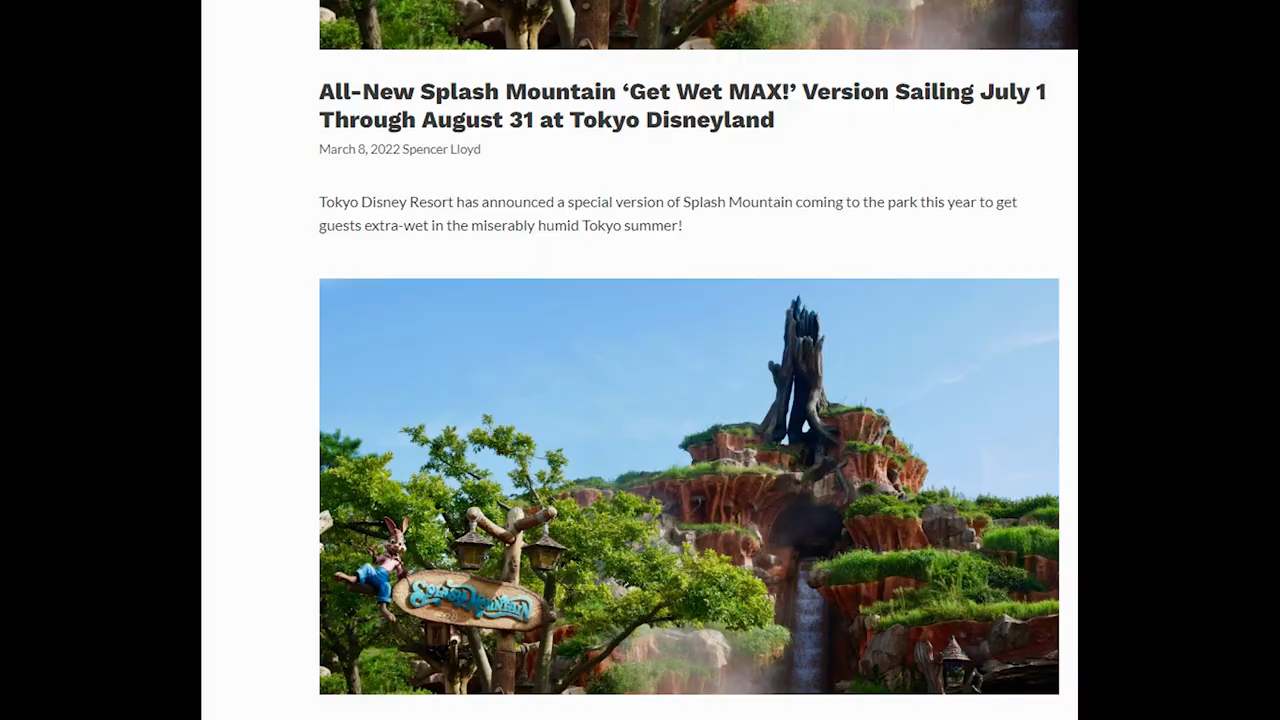 All-New Splash Mountain ‘Get Wet MAX!’ Version Sailing July 1
Through August 31 at Tokyo Disneyland
March 8, 2022 Spencer Lloyd
Tokyo Disney Resort has announced a special version of Splash Mountain coming to the park this year to get
guests extra-wet in the miserably humid Tokyo summer!
SPLASH MOUNTAIN